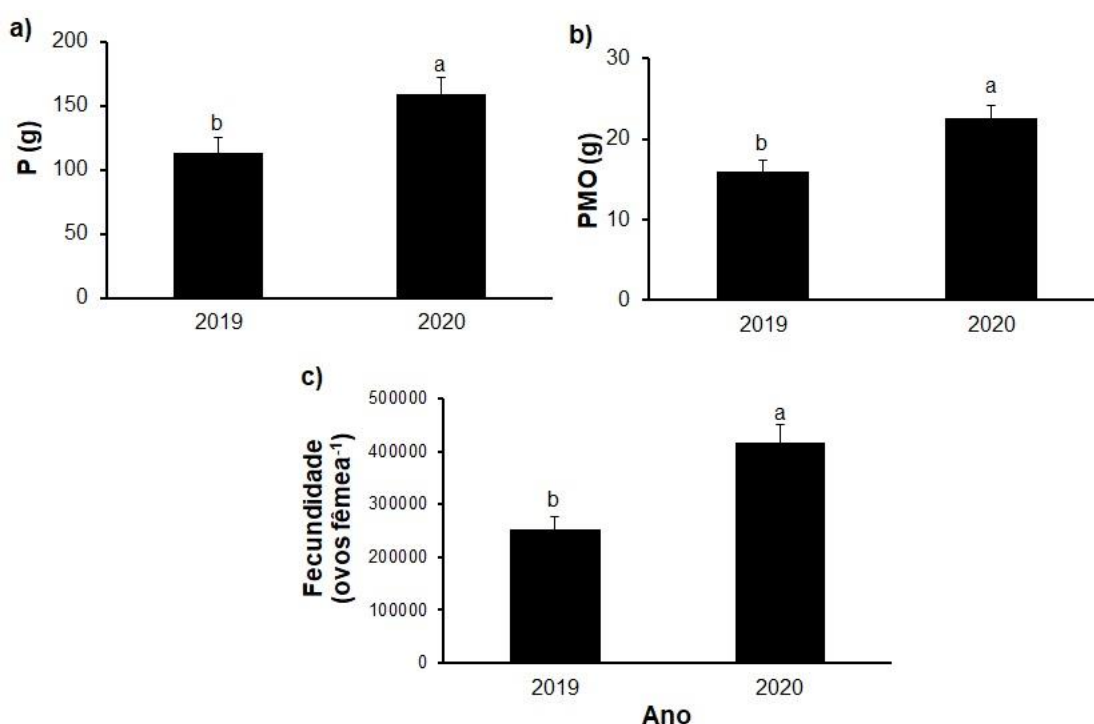 a)
200
150
100
50
0
P (g)
b
a
2019
2020
b)
30
20
10
0
PMO (g)
b
a
2019
2020
c)
500000
400000
300000
200000
100000
0
Fecundidade
(ovos fêmea⁻¹)
b
a
2019
2020
Ano